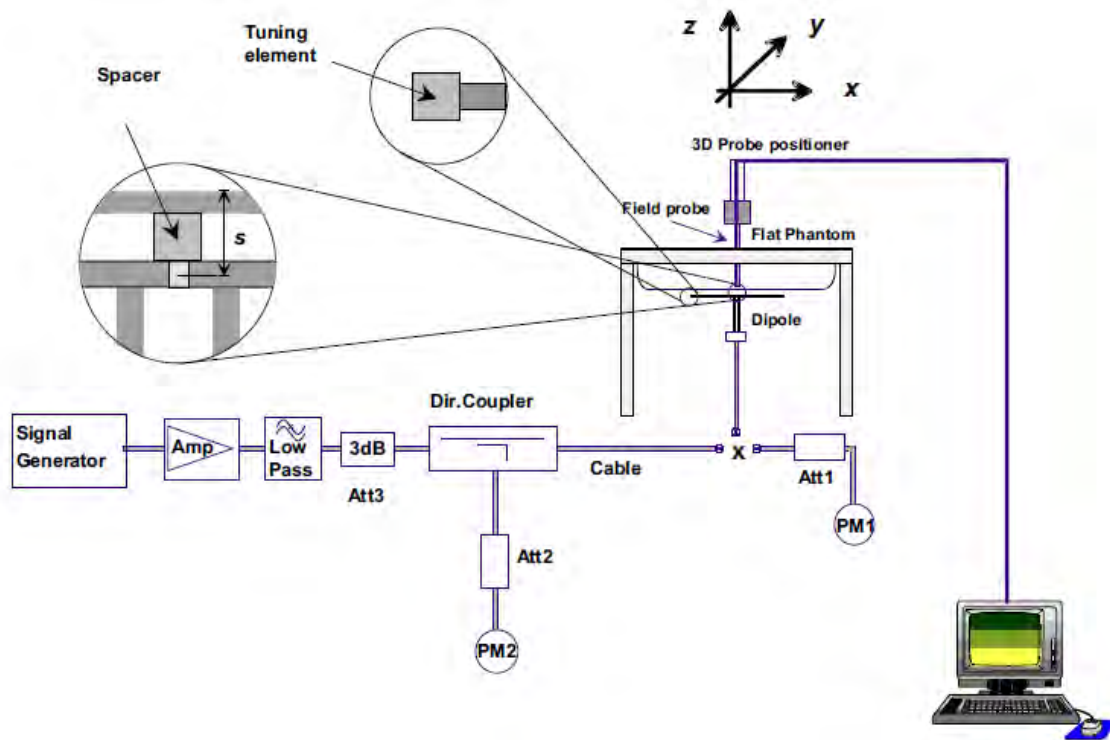 Tuning
element
Spacer
s
z
y
x
3D Probe positioner
Field probe
Flat Phantom
Dipole
Dir.Coupler
Signal
Generator
Amp
Low
Pass
3dB
Att3
Cable
X
Att1
PM1
Att2
PM2